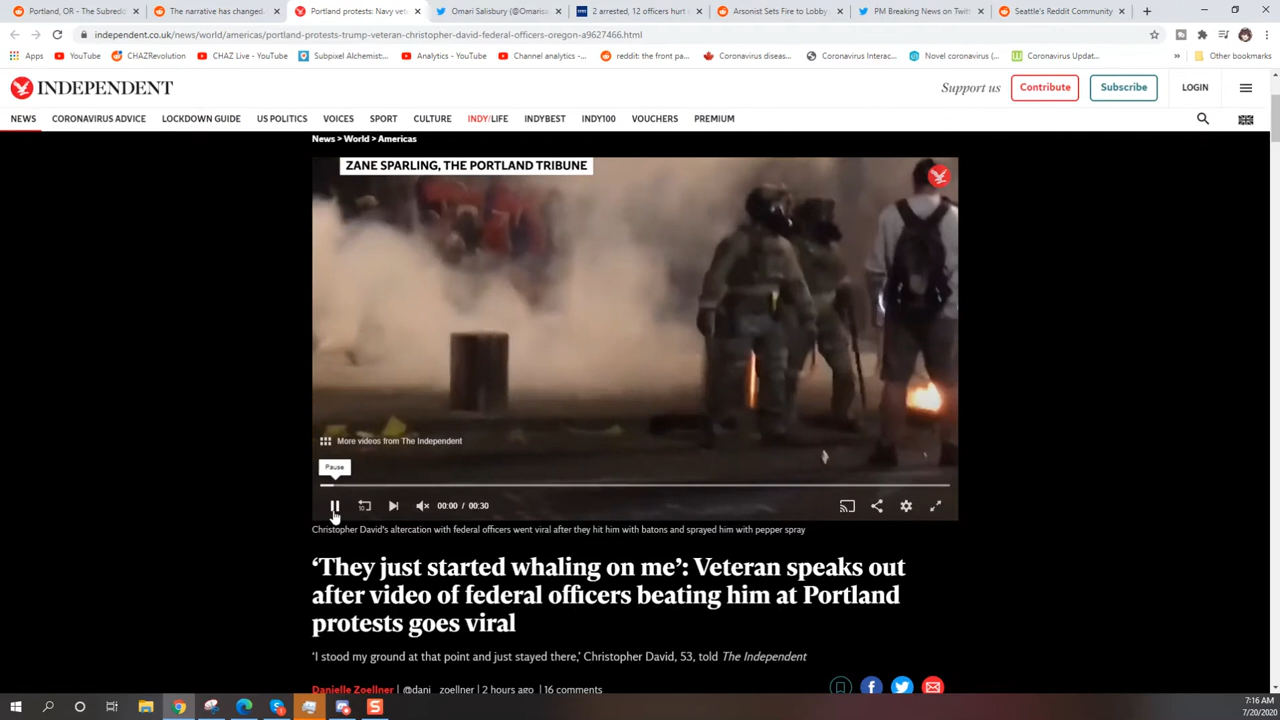 Portland, OR - The Subredd
The narrative has changed.
Portland protests: Navy vete
Omari Salisbury (@Omarisa
2 arrested, 12 officers hurt a
Arsonist Sets Fire to Lobby
PM Breaking News on Twitt
Seattle's Reddit Community
independent.co.uk/news/world/americas/portland-protests-trump-veteran-christopher-david-federal-officers-oregon-a9627466.html
Apps
YouTube
CHAZRevolution
CHAZ Live - YouTube
Subpixel Alchemist:...
Analytics - YouTube
Channel analytics -...
reddit: the front pa...
Coronavirus diseas...
Coronavirus Interac...
Novel coronavirus (...
Coronavirus Updat...
»
Other bookmarks
INDEPENDENT
Support us
Contribute
Subscribe
LOGIN
NEWS
CORONAVIRUS ADVICE
LOCKDOWN GUIDE
US POLITICS
VOICES
SPORT
CULTURE
INDY/LIFE
INDYBEST
INDY100
VOUCHERS
PREMIUM
News > World > Americas
ZANE SPARLING, THE PORTLAND TRIBUNE
More videos from The Independent
Pause
10
00:00 / 00:30
Christopher David's altercation with federal officers went viral after they hit him with batons and sprayed him with pepper spray
‘They just started whaling on me’: Veteran speaks out
after video of federal officers beating him at Portland
protests goes viral
‘I stood my ground at that point and just stayed there,’ Christopher David, 53, told The Independent
Danielle Zoellner | @dani_zoellner | 2 hours ago | 16 comments
7:16 AM
7/20/2020